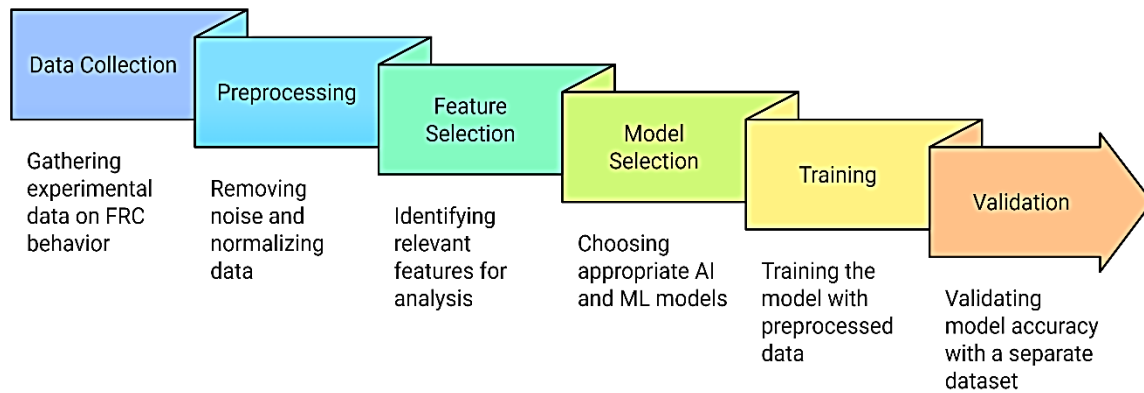 Data Collection
Gathering
experimental
data on FRC
behavior
Preprocessing
Removing
noise and
normalizing
data
Feature
Selection
Identifying
relevant
features for
analysis
Model
Selection
Choosing
appropriate AI
and ML models
Training
Training the
model with
preprocessed
data
Validation
Validating
model accuracy
with a separate
dataset